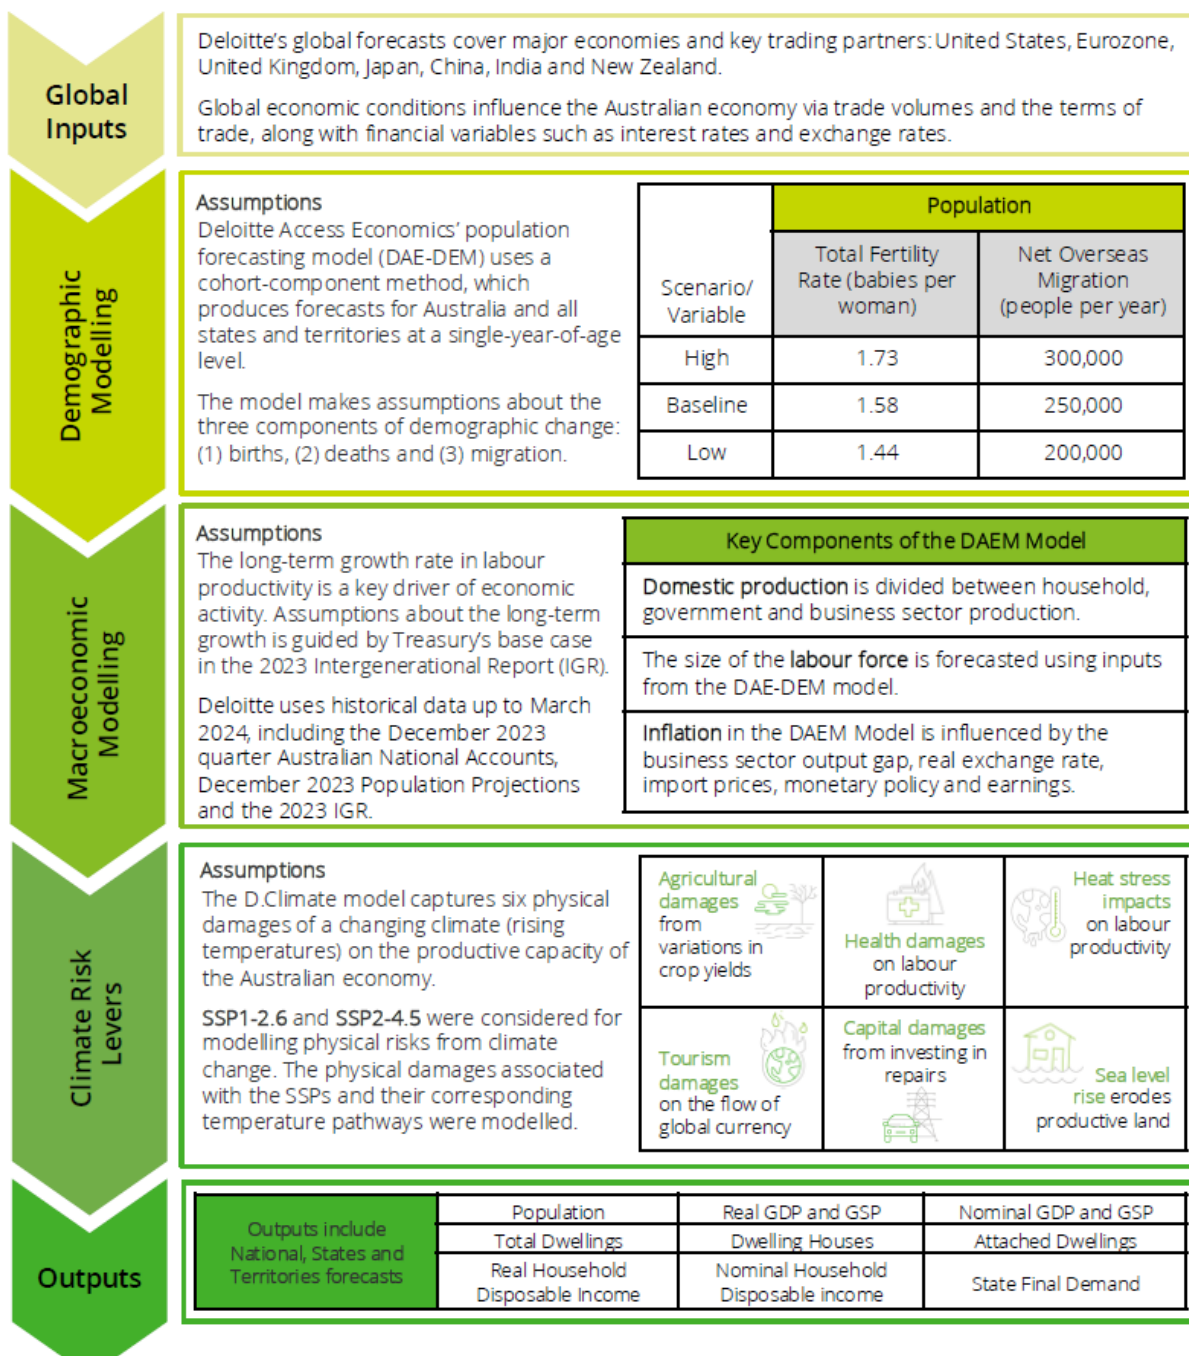 Global
Inputs
Deloitte's global forecasts cover major economies and key trading partners: United States, Eurozone,
United Kingdom, Japan, China, India and New Zealand.
Global economic conditions influence the Australian economy via trade volumes and the terms of
trade, along with financial variables such as interest rates and exchange rates.
Demographic
Modelling
Assumptions
Deloitte Access Economics' population
forecasting model (DAE-DEM) uses a
cohort-component method, which
produces forecasts for Australia and all
states and territories at a single-year-of-age
level.
The model makes assumptions about the
three components of demographic change:
(1) births, (2) deaths and (3) migration.
Scenario/
Variable
Population
Total Fertility
Rate (babies per
woman)
Net Overseas
Migration
(people per year)
High 1.73 300,000
Baseline 1.58 250,000
Low 1.44 200,000
Macroeconomic
Modelling
Assumptions
The long-term growth rate in labour
productivity is a key driver of economic
activity. Assumptions about the long-term
growth is guided by Treasury's base case
in the 2023 Intergenerational Report (IGR).
Deloitte uses historical data up to March
2024, including the December 2023
quarter Australian National Accounts,
December 2023 Population Projections
and the 2023 IGR.
Key Components of the DAEM Model
Domestic production is divided between household,
government and business sector production.
The size of the labour force is forecasted using inputs
from the DAE-DEM model.
Inflation in the DAEM Model is influenced by the
business sector output gap, real exchange rate,
import prices, monetary policy and earnings.
Climate Risk
Levers
Assumptions
The D.Climate model captures six physical
damages of a changing climate (rising
temperatures) on the productive capacity of
the Australian economy.
SSP1-2.6 and SSP2-4.5 were considered for
modelling physical risks from climate
change. The physical damages associated
with the SSPs and their corresponding
temperature pathways were modelled.
Agricultural
damages
from
variations in
crop yields
Health damages
on labour
productivity
Heat stress
impacts
on labour
productivity
Tourism
damages
on the flow of
global currency
Capital damages
from investing in
repairs
Sea level
rise erodes
productive land
Outputs
Outputs include
National, States and
Territories forecasts
Population
Real GDP and GSP
Nominal GDP and GSP
Total Dwellings
Dwelling Houses
Attached Dwellings
Real Household
Disposable Income
Nominal Household
Disposable income
State Final Demand